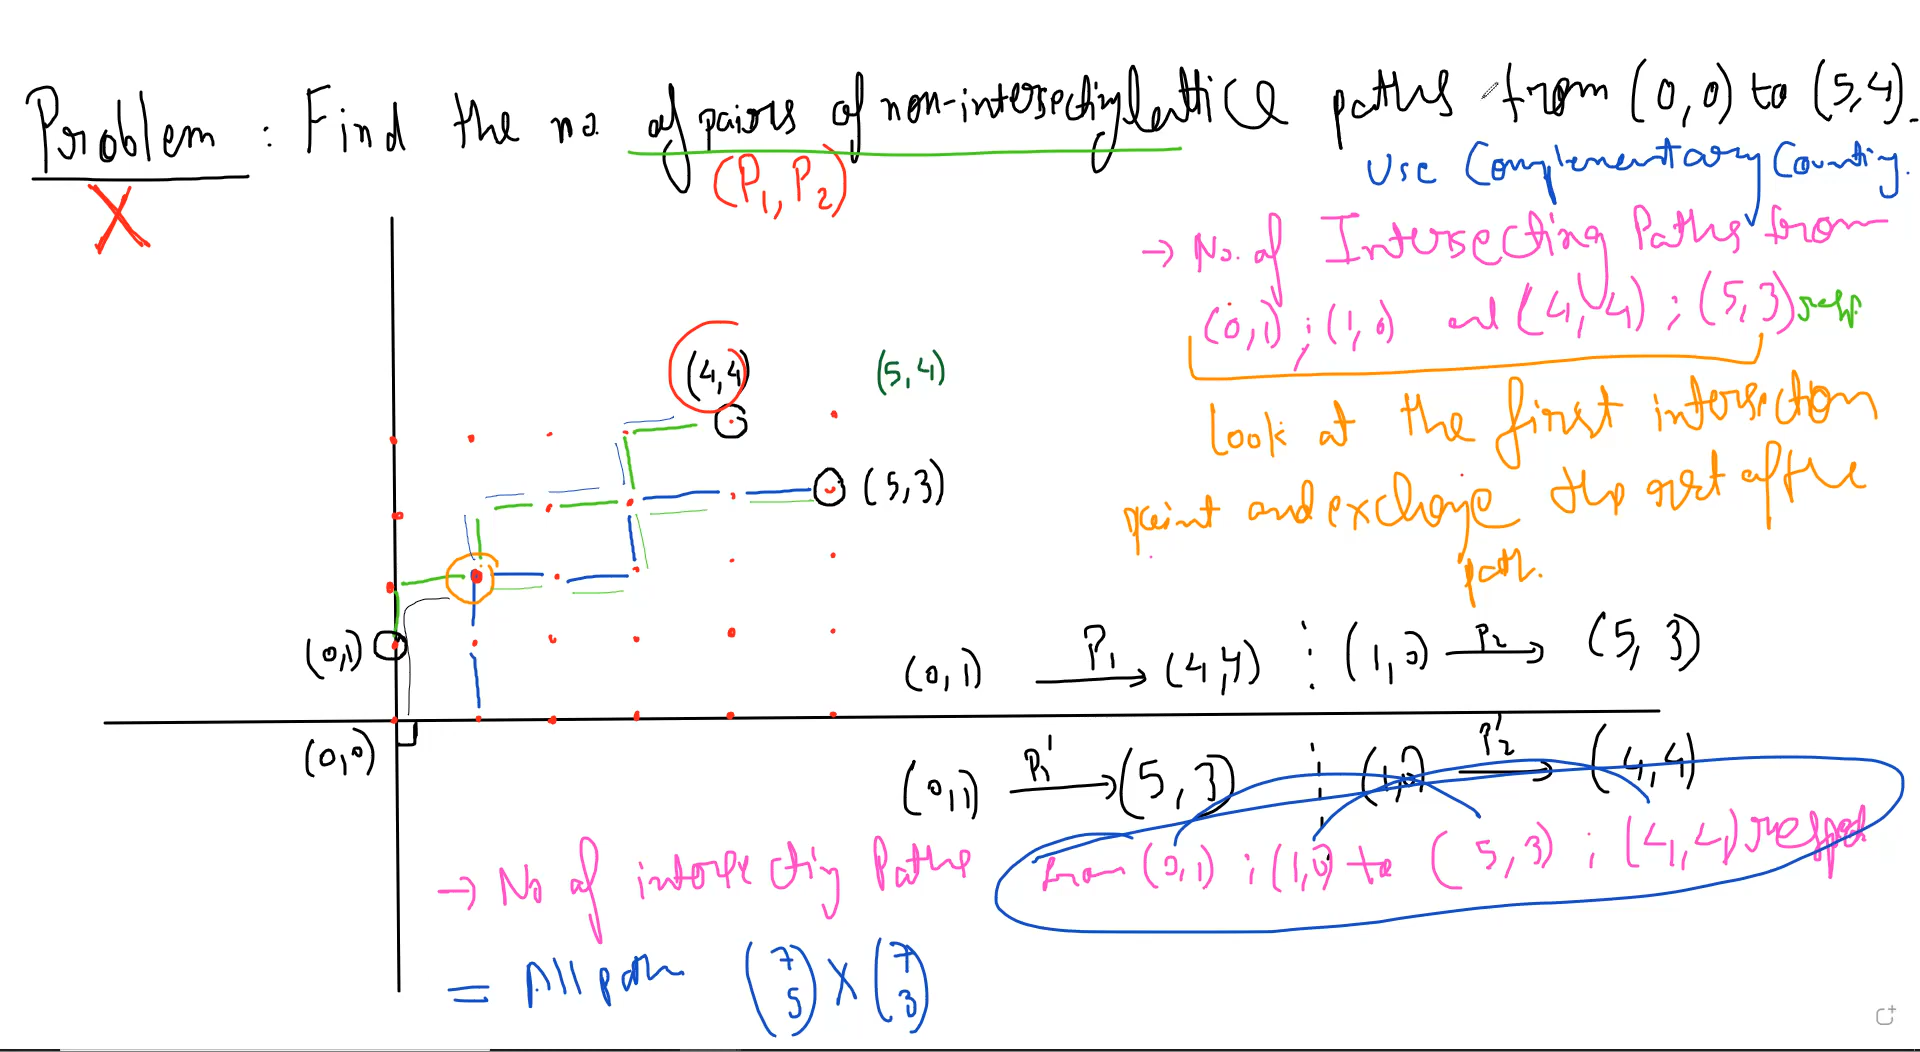 Problem : Find the no. of pairs of non-intersecting lattice paths from (0,0) to (5,4).
(P₁, P₂)
Use Complementary Counting.
X
→ No. of Intersecting Paths from
(0,1) ; (1,0) and (4,4) ; (5,3) resp.
Look at the first intersection
point and exchange the rest of the
path.
(4,4)
(5,4)
(5,3)
(0,1)
(0,0)
(0,1) P₁→ (4,4) ; (1,0) P₂→ (5,3)
(0,1) P₁'→ (5,3) ; (1,0) P₂'→ (4,4)
→ No of intersecting Paths from (0,1) ; (1,0) to (5,3) ; (4,4) respect
= All path (7 5) X (7 3)